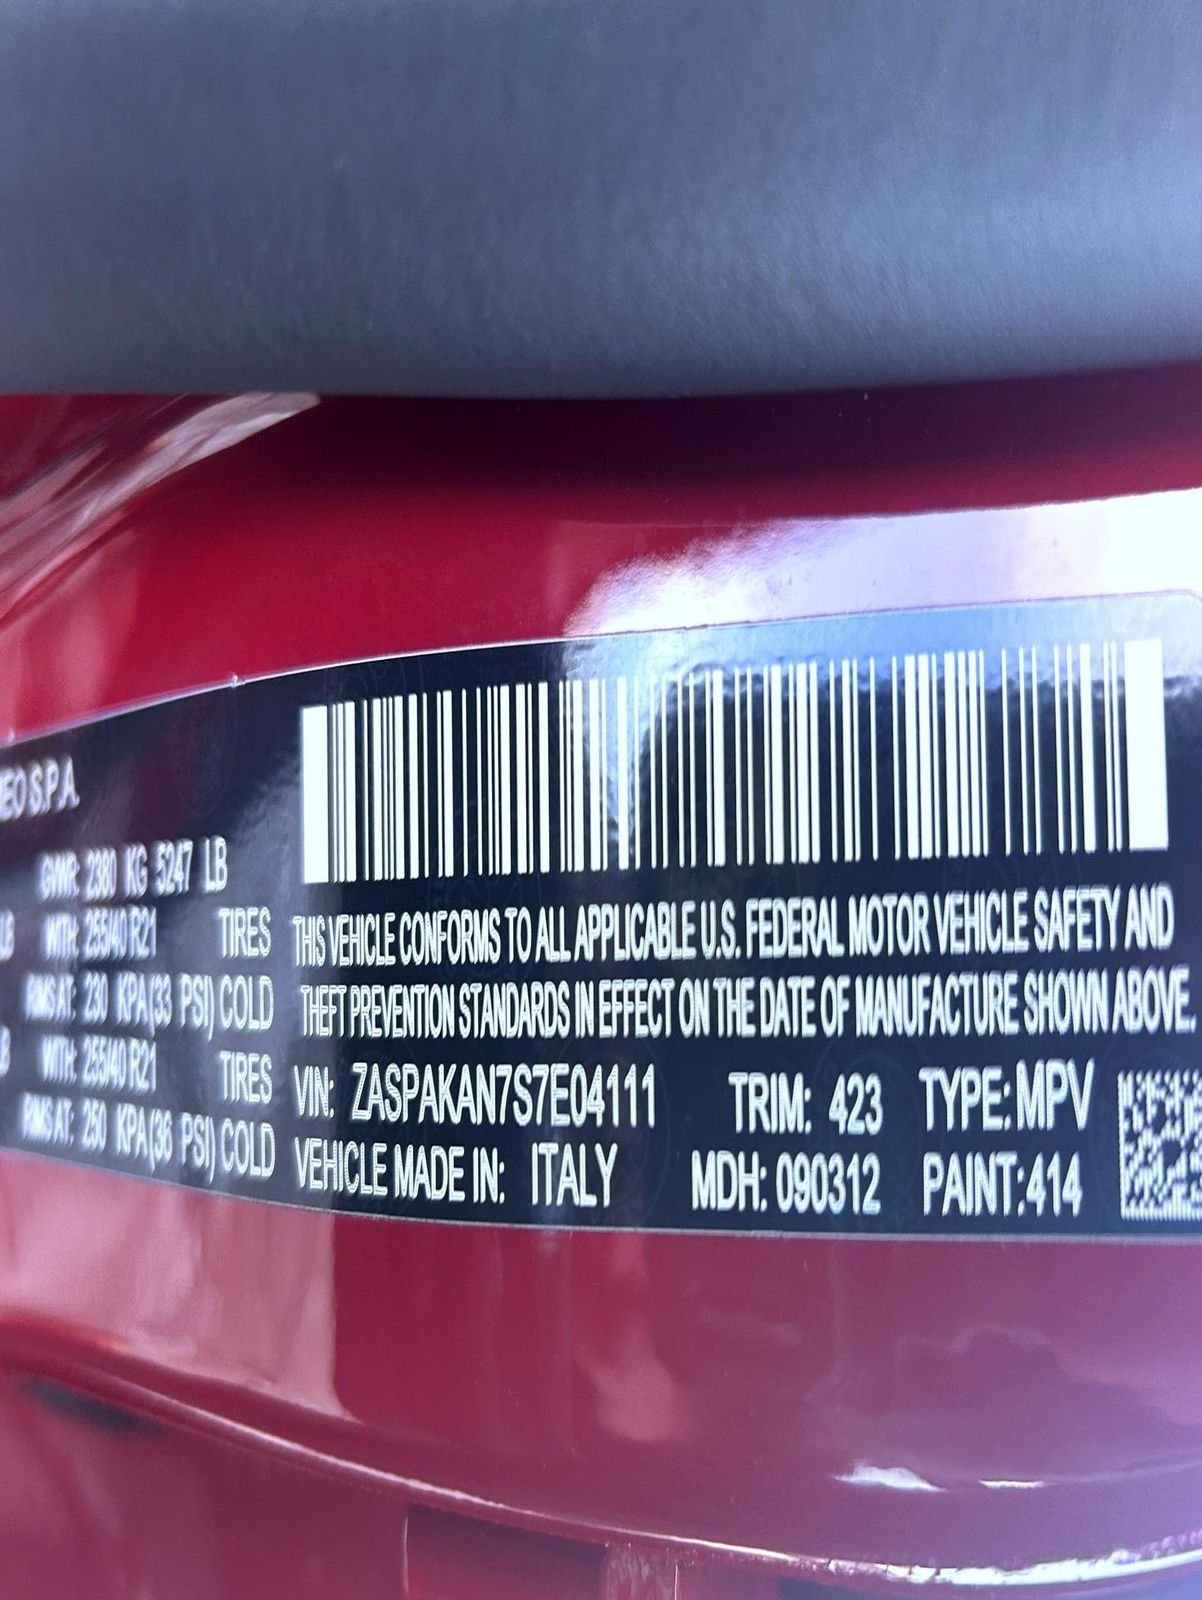 S.P.A.
GVWR: 2380 KG 5247 LB
WITH: 255/40 R21 TIRES
RIMS AT: 230 KPA(33 PSI) COLD
WITH: 255/40 R21 TIRES
RIMS AT: 250 KPA(36 PSI) COLD
THIS VEHICLE CONFORMS TO ALL APPLICABLE U.S. FEDERAL MOTOR VEHICLE SAFETY AND
THEFT PREVENTION STANDARDS IN EFFECT ON THE DATE OF MANUFACTURE SHOWN ABOVE.
VIN: ZASPAKAN7S7E04111 TRIM: 423 TYPE: MPV
VEHICLE MADE IN: ITALY MDH: 090312 PAINT:414